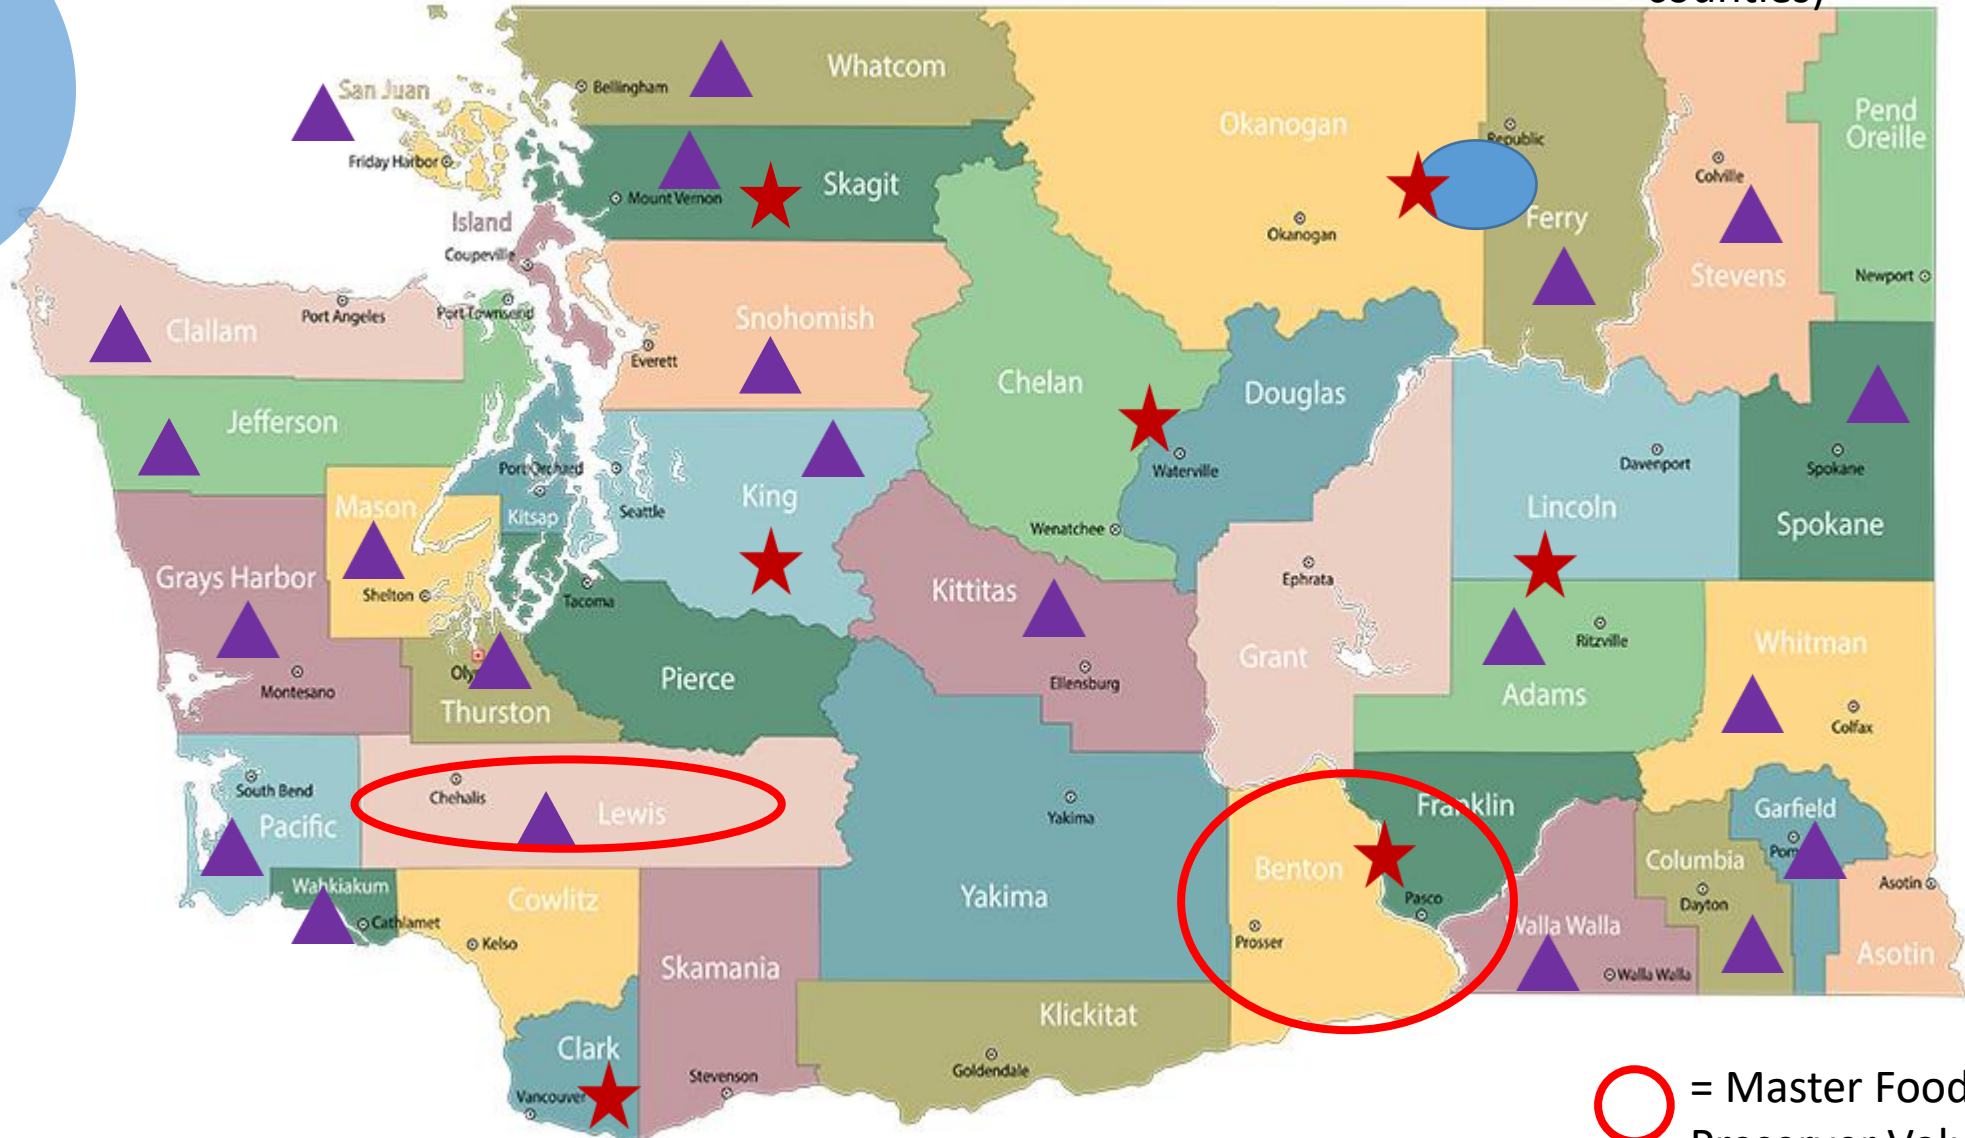 counties)
Whatcom
Bellingham
San Juan
Friday Harbor
Skagit
Mount Vernon
Island
Coupeville
Okanogan
Okanogan
Republic
Ferry
Colville
Stevens
Pend
Oreille
Newport
Clallam
Port Angeles
Port Townsend
Snohomish
Everett
Chelan
Douglas
Waterville
Wenatchee
Jefferson
Port Orchard
Kitsap
Seattle
King
Mason
Shelton
Grays Harbor
Montesano
Tacoma
Pierce
Oly
Thurston
Kittitas
Ellensburg
Ephrata
Grant
Davenport
Lincoln
Spokane
Spokane
Ritzville
Adams
Whitman
Colfax
South Bend
Pacific
Chehalis
Lewis
Yakima
Yakima
Benton
Prosser
Franklin
Pasco
Garfield
Pom
Columbia
Dayton
Walla Walla
Walla Walla
Asotin
Asotin
Wahkiakum
Cathlamet
Cowlitz
Kelso
Skamania
Stevenson
Clark
Vancouver
Klickitat
Goldendale
= Master Food